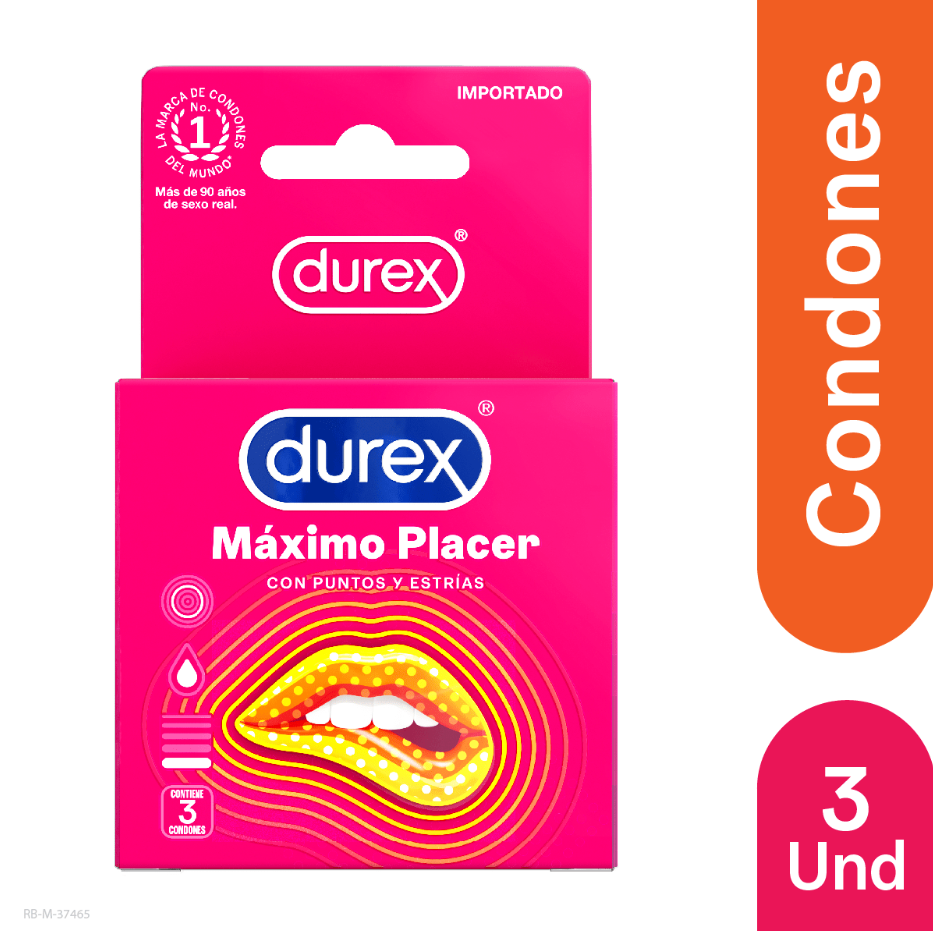 LA MARCA DE CONDONES
No.
1
DEL MUNDO*
Más de 90 años
de sexo real.
IMPORTADO
durex®
durex®
Máximo Placer
CON PUNTOS Y ESTRÍAS
CONTIENE
3
CONDONES
Condones
3
Und
RB-M-37465